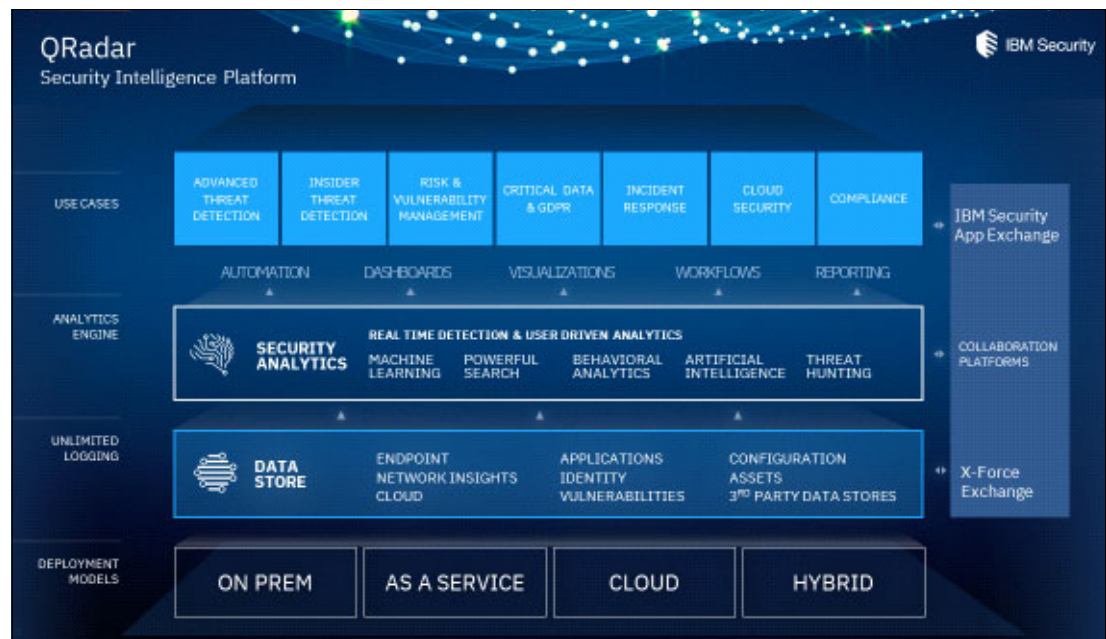 QRadar
Security Intelligence Platform
IBM Security
USE CASES
ADVANCED
THREAT
DETECTION
INSIDER
THREAT
DETECTION
RISK &
VULNERABILITY
MANAGEMENT
CRITICAL DATA
& GDPR
INCIDENT
RESPONSE
CLOUD
SECURITY
COMPLIANCE
IBM Security
App Exchange
AUTOMATION
DASHBOARDS
VISUALIZATIONS
WORKFLOWS
REPORTING
ANALYTICS
ENGINE
SECURITY
ANALYTICS
REAL TIME DETECTION & USER DRIVEN ANALYTICS
MACHINE
LEARNING
POWERFUL
SEARCH
BEHAVIORAL
ANALYTICS
ARTIFICIAL
INTELLIGENCE
THREAT
HUNTING
COLLABORATION
PLATFORMS
UNLIMITED
LOGGING
DATA
STORE
ENDPOINT
NETWORK INSIGHTS
CLOUD
APPLICATIONS
IDENTITY
VULNERABILITIES
CONFIGURATION
ASSETS
3RD PARTY DATA STORES
X-Force
Exchange
DEPLOYMENT
MODELS
ON PREM
AS A SERVICE
CLOUD
HYBRID